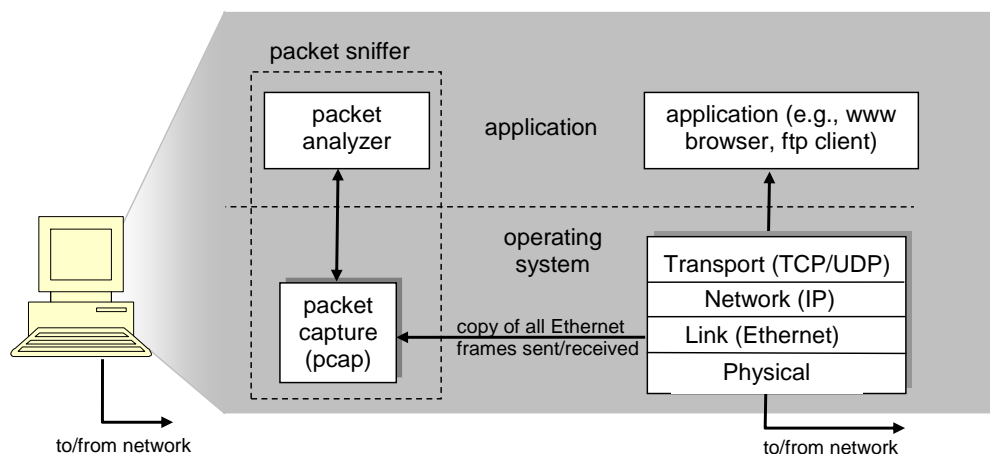 packet sniffer
packet
analyzer
application
application (e.g., www
browser, ftp client)
operating
system
packet
capture
(pcap)
copy of all Ethernet
frames sent/received
Transport (TCP/UDP)
Network (IP)
Link (Ethernet)
Physical
to/from network
to/from network